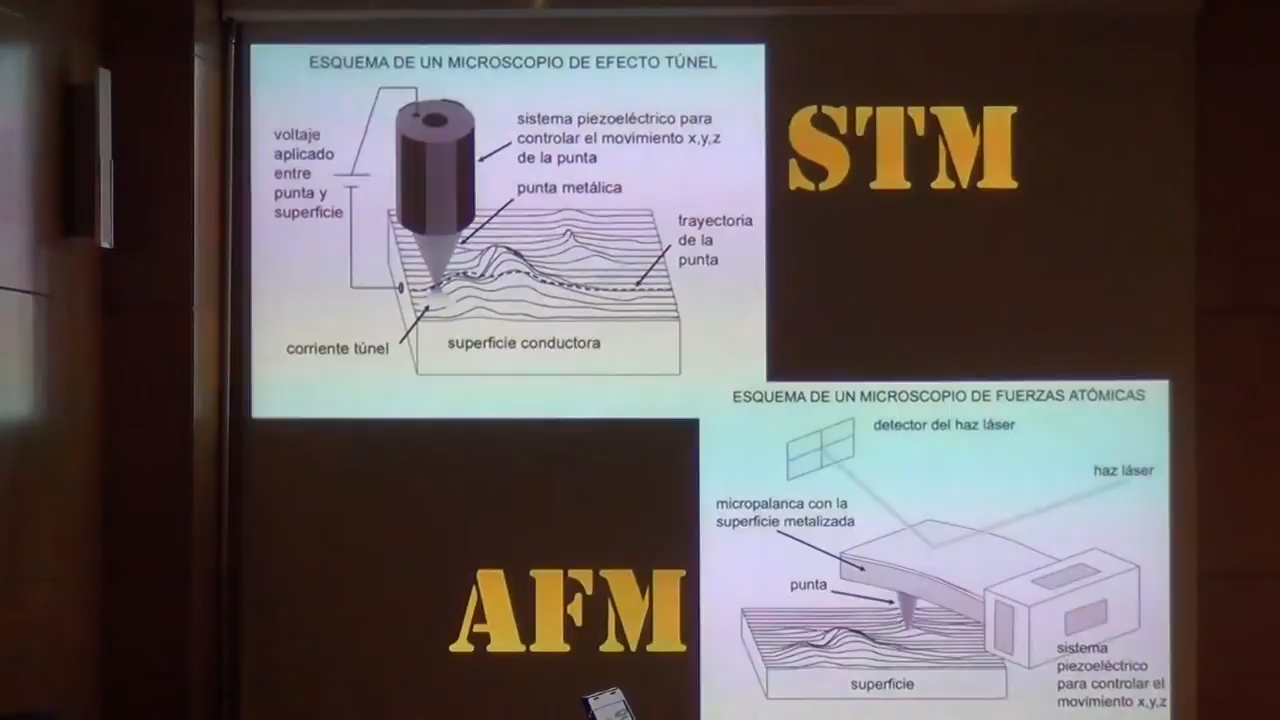 ESQUEMA DE UN MICROSCOPIO DE EFECTO TÚNEL
voltaje
aplicado
entre
punta y
superficie
sistema piezoeléctrico para
controlar el movimiento x,y,z
de la punta
punta metálica
trayectoria
de la
punta
corriente túnel
superficie conductora
STM
AFM
ESQUEMA DE UN MICROSCOPIO DE FUERZAS ATÓMICAS
detector del haz láser
haz láser
micropalanca con la
superficie metalizada
punta
superficie
sistema
piezoeléctrico
para controlar el
movimiento x,y,z